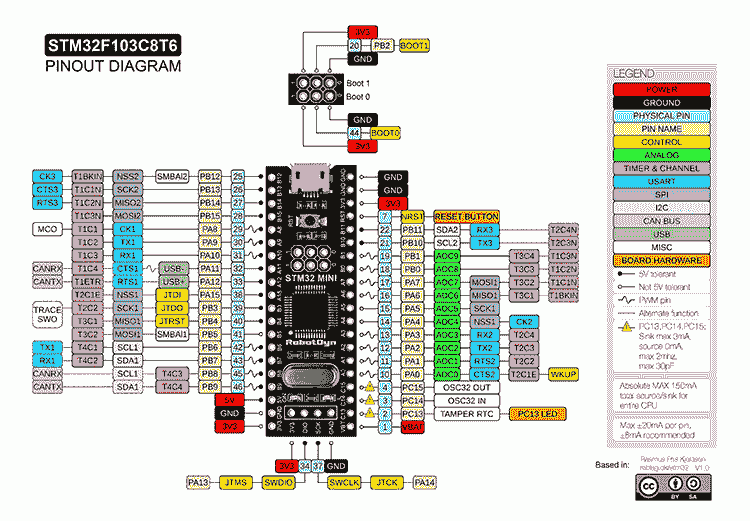 STM32F103C8T6
PINOUT DIAGRAM
3V3
20 PB2 BOOT1
GND
Boot 1
Boot 0
GND
44 BOOT0
3V3
CK3 T1BKIN NSS2 SMBAI2 PB12 25
CTS3 T1C1N SCK2 PB13 26
RTS3 T1C2N MISO2 PB14 27
T1C3N MOSI2 PB15 28
MCO T1C1 CK1 PA8 29
T1C2 TX1 PA9 30
T1C3 RX1 PA10 31
CANRX T1C4 CTS1 USB- PA11 32
CANTX T1ETR RTS1 USB+ PA12 33
T2C1E NSS1 JTDI PA15 38
TRACE SWO T2C2 SCK1 JTDO PB3 39
T3C1 MISO1 JTRST PB4 40
T3C2 MOSI1 SMBAI1 PB5 41
TX1 T4C1 SCL1 PB6 42
RX1 T4C2 SDA1 PB7 43
CANRX SCL1 T4C3 PB8 45
CANTX SDA1 T4C4 PB9 46
5V
GND
3V3
RST
STM32 MINI
RobotDyn
GND
GND
3V3
7 NRST RESET BUTTON
22 PB11 SDA2 RX3 T2C4N
21 PB10 SCL2 TX3 T2C3N
19 PB1 ADC9 T3C4 T1C3N
18 PB0 ADC8 T3C3 T1C2N
17 PA7 ADC7 MOSI1 T3C2 T1C1N
16 PA6 ADC6 MISO1 T3C1 T1BKIN
15 PA5 ADC5 SCK1
14 PA4 ADC4 NSS1 CK2
13 PA3 ADC3 RX2 T2C4
12 PA2 ADC2 TX2 T2C3
11 PA1 ADC1 RTS2 T2C2
10 PA0 ADC0 CTS2 T2C1E WKUP
4 PC15 OSC32 OUT
3 PC14 OSC32 IN
2 PC13 TAMPER RTC PC13 LED
1 VBAT
3V3 34 37 GND
PA13 JTMS SWDIO SWCLK JTCK PA14
LEGEND
POWER
GROUND
PHYSICAL PIN
PIN NAME
CONTROL
ANALOG
TIMER & CHANNEL
USART
SPI
I2C
CAN BUS
USB
MISC
BOARD HARDWARE
5V tolerant
Not 5V tolerant
PWM pin
Alternate function
PC13,PC14,PC15:
Sink max 3mA,
source 0mA,
max 2mhz,
max 30pF
Absolute MAX 150mA
total source/sink for
entire CPU
Max ±20mA per pin,
±8mA recommended
Based in:
V1.0
CC BY SA